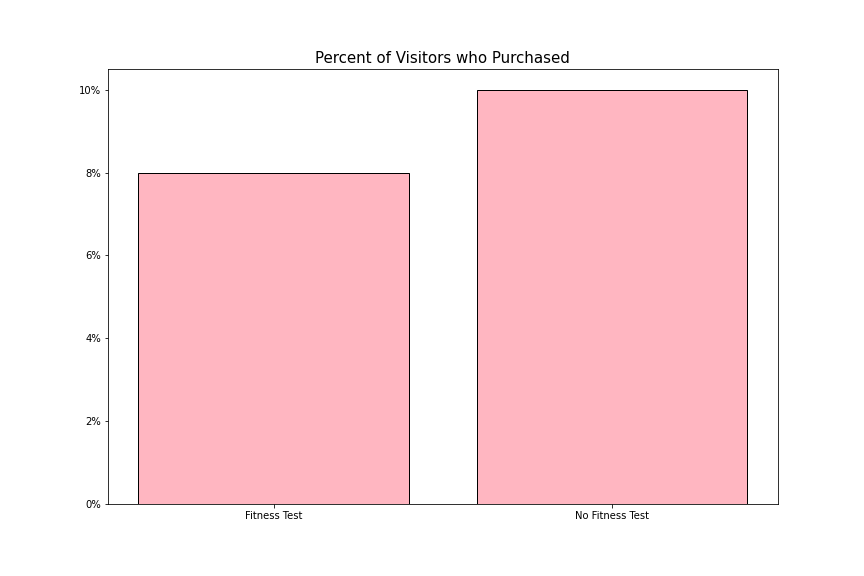 Percent of Visitors who Purchased
10%
8%
6%
4%
2%
0%
Fitness Test
No Fitness Test